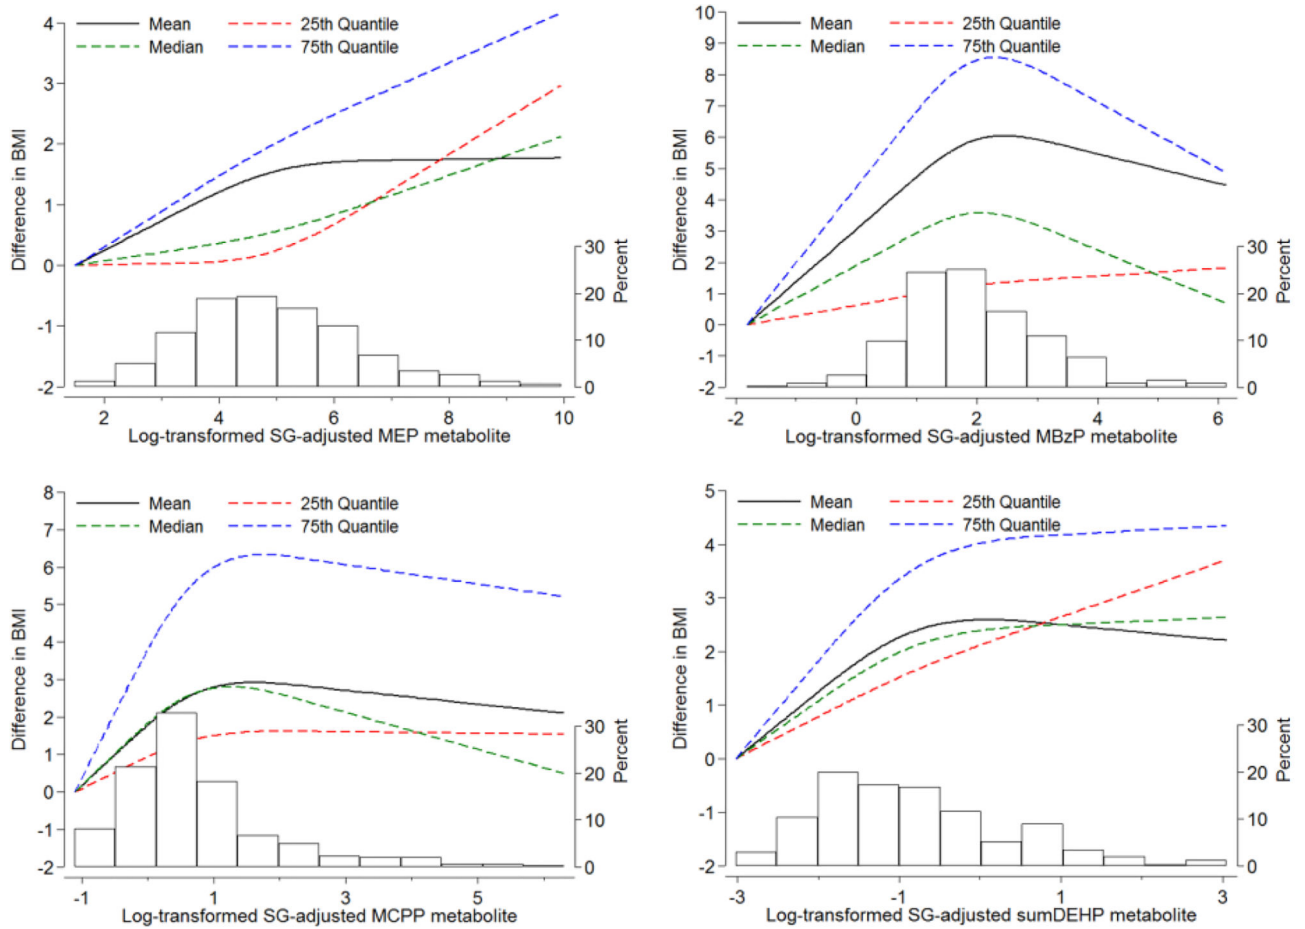 Mean
25th Quantile
Median
75th Quantile
4
3
2
1
0
-1
-2
Difference in BMI
30
20
10
0
Percent
2
4
6
8
10
Log-transformed SG-adjusted MEP metabolite
Mean
25th Quantile
Median
75th Quantile
10
9
8
7
6
5
4
3
2
1
0
-1
-2
Difference in BMI
30
20
10
0
Percent
-2
0
2
4
6
Log-transformed SG-adjusted MBzP metabolite
Mean
25th Quantile
Median
75th Quantile
8
7
6
5
4
3
2
1
0
-1
-2
Difference in BMI
30
20
10
0
Percent
-1
1
3
5
Log-transformed SG-adjusted MCPP metabolite
Mean
25th Quantile
Median
75th Quantile
5
4
3
2
1
0
-1
-2
Difference in BMI
30
20
10
0
Percent
-3
-1
1
3
Log-transformed SG-adjusted sumDEHP metabolite